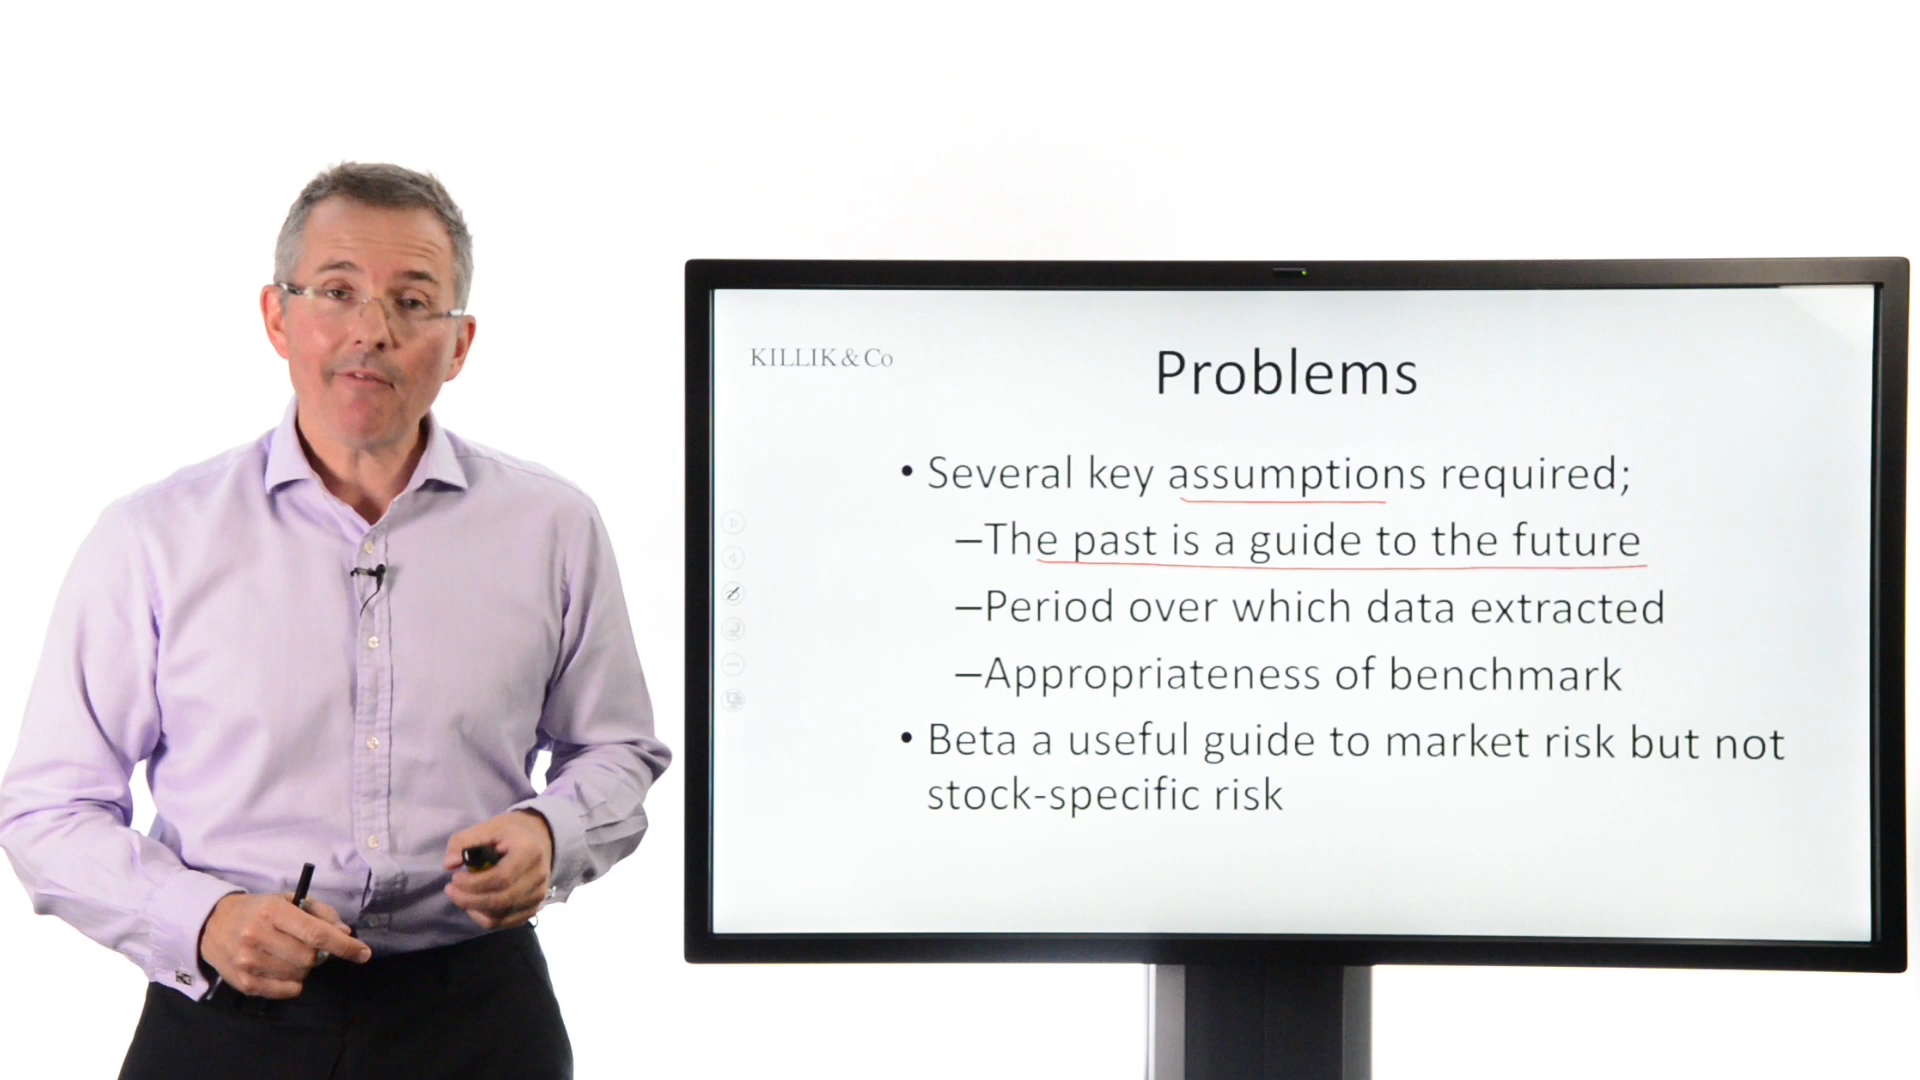 KILLIK & Co
Problems
• Several key assumptions required;
–The past is a guide to the future
–Period over which data extracted
–Appropriateness of benchmark
• Beta a useful guide to market risk but not
stock-specific risk